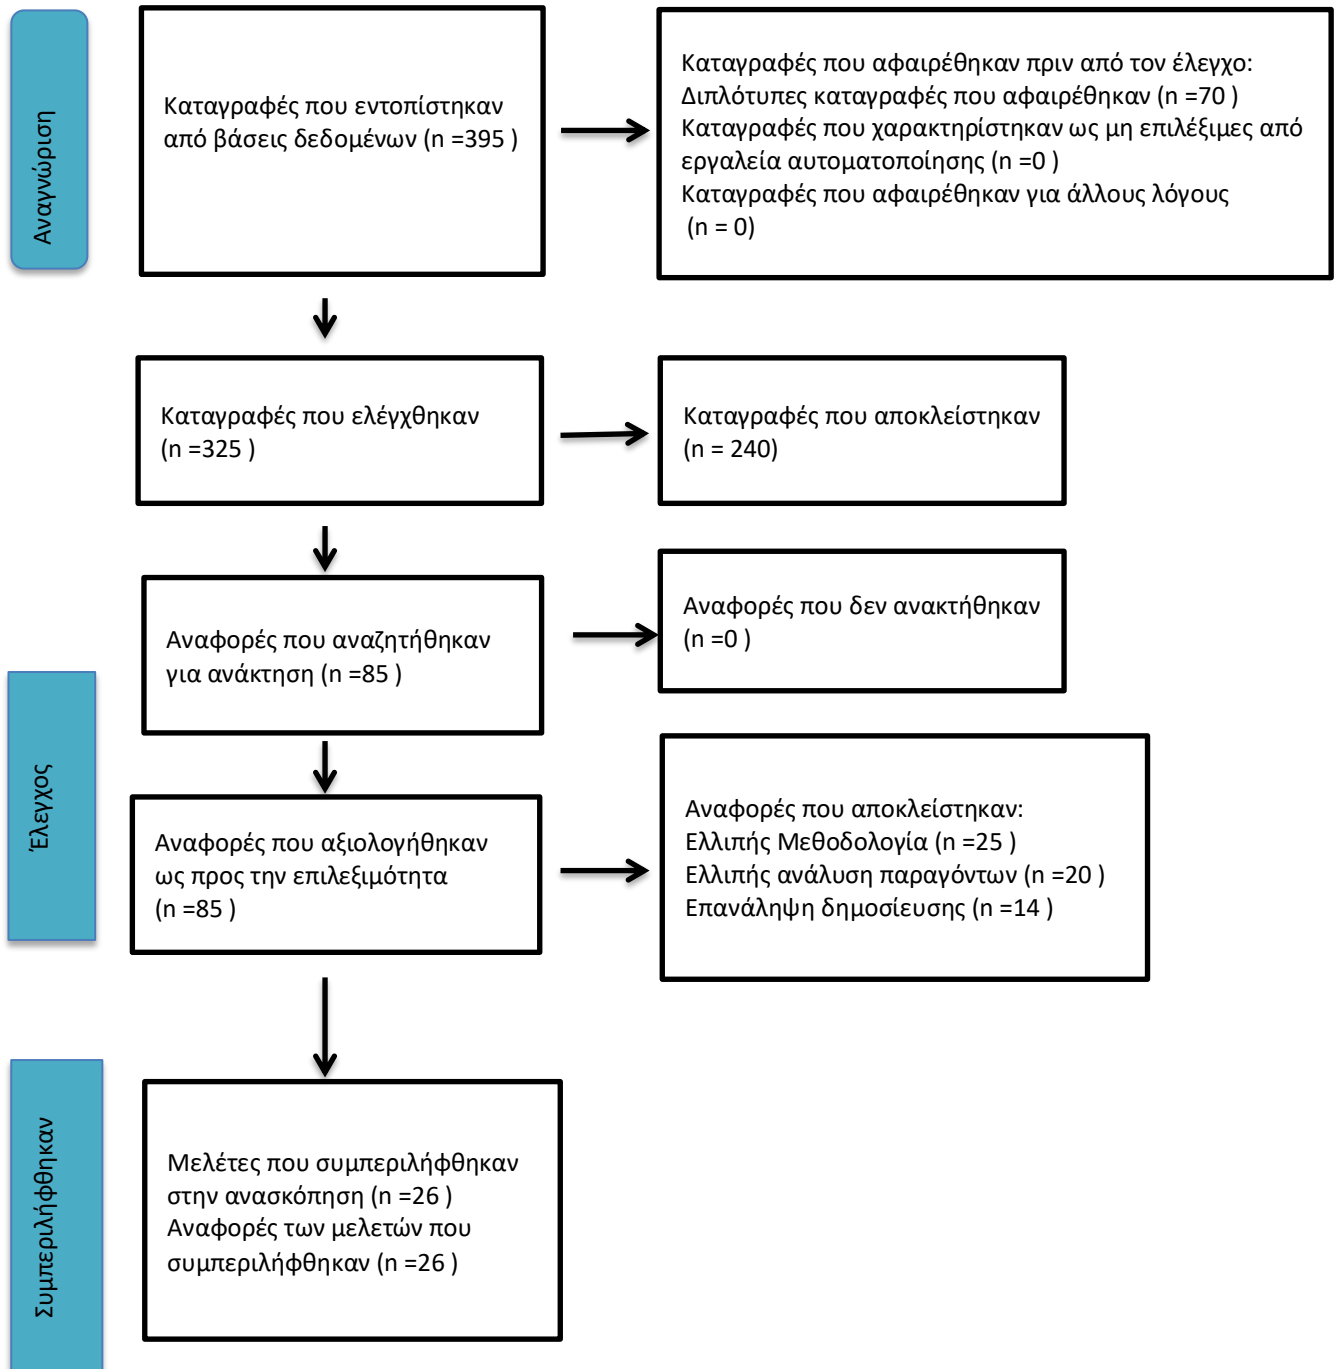 Αναγνώριση
Καταγραφές που εντοπίστηκαν
από βάσεις δεδομένων (n =395 )
Καταγραφές που αφαιρέθηκαν πριν από τον έλεγχο:
Διπλότυπες καταγραφές που αφαιρέθηκαν (n =70 )
Καταγραφές που χαρακτηρίστηκαν ως μη επιλέξιμες από
εργαλεία αυτοματοποίησης (n =0 )
Καταγραφές που αφαιρέθηκαν για άλλους λόγους
(n = 0)
Καταγραφές που ελέγχθηκαν
(n =325 )
Καταγραφές που αποκλείστηκαν
(n = 240)
Έλεγχος
Αναφορές που αναζητήθηκαν
για ανάκτηση (n =85 )
Αναφορές που δεν ανακτήθηκαν
(n =0 )
Αναφορές που αξιολογήθηκαν
ως προς την επιλεξιμότητα
(n =85 )
Αναφορές που αποκλείστηκαν:
Ελλιπής Μεθοδολογία (n =25 )
Ελλιπής ανάλυση παραγόντων (n =20 )
Επανάληψη δημοσίευσης (n =14 )
Συμπεριλήφθηκαν
Μελέτες που συμπεριλήφθηκαν
στην ανασκόπηση (n =26 )
Αναφορές των μελετών που
συμπεριλήφθηκαν (n =26 )